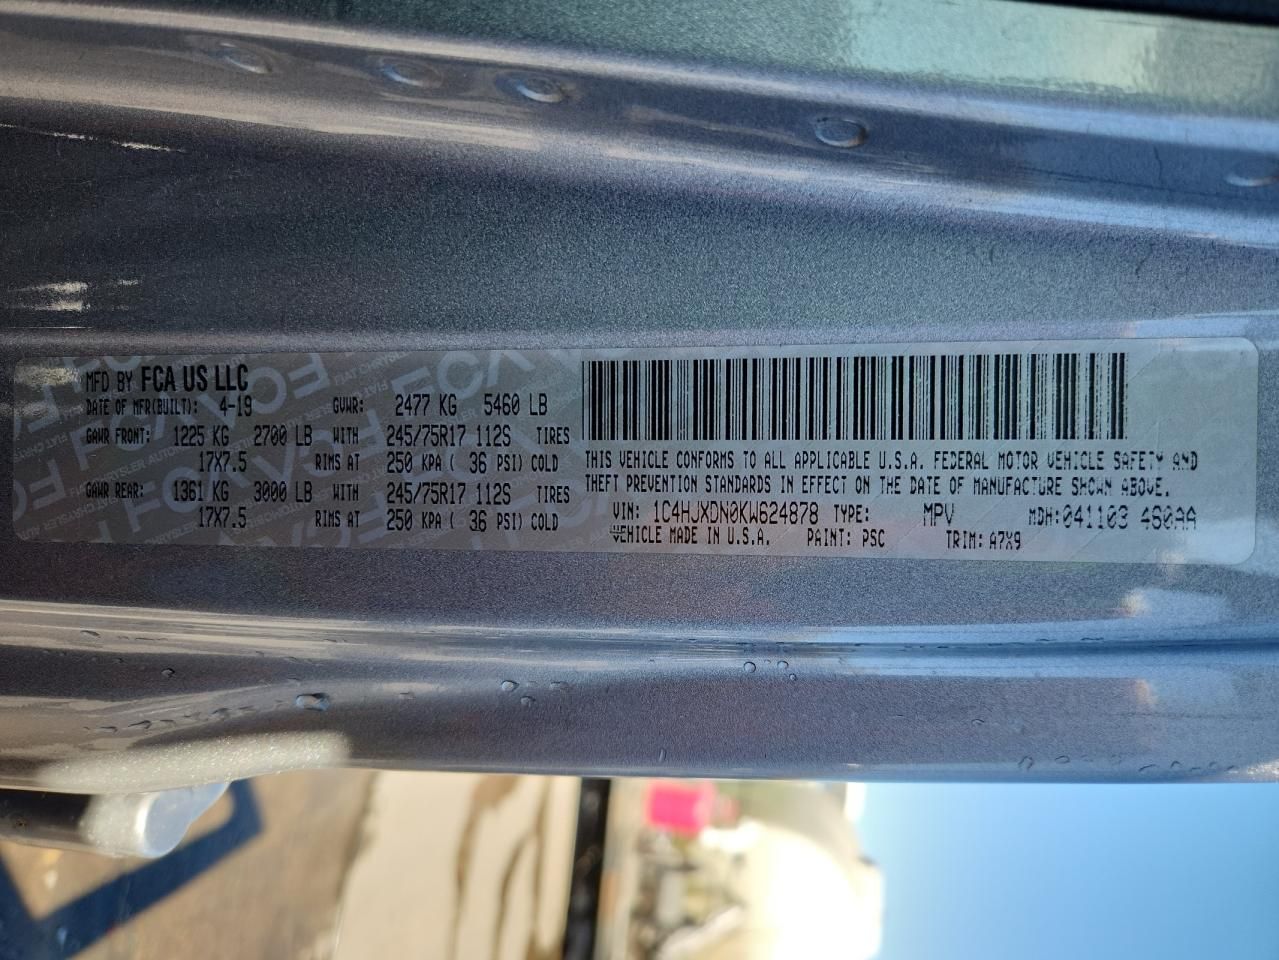 MFD BY FCA US LLC
DATE OF MFR(BUILT): 4-19 GVWR: 2477 KG 5460 LB
GAWR FRONT: 1225 KG 2700 LB WITH 245/75R17 112S TIRES
17X7.5 RIMS AT 250 KPA ( 36 PSI) COLD
GAWR REAR: 1361 KG 3000 LB WITH 245/75R17 112S TIRES
17X7.5 RIMS AT 250 KPA ( 36 PSI) COLD
THIS VEHICLE CONFORMS TO ALL APPLICABLE U.S.A. FEDERAL MOTOR VEHICLE SAFETY AND
THEFT PREVENTION STANDARDS IN EFFECT ON THE DATE OF MANUFACTURE SHOWN ABOVE.
VIN: 1C4HJXDN0KW624878 TYPE: MPV MDH:041103 4S0AA
VEHICLE MADE IN U.S.A. PAINT: PSC TRIM: A7X9